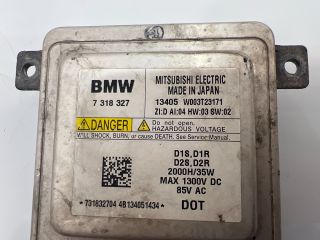 BMW
7 318 327
MITSUBISHI ELECTRIC
MADE IN JAPAN
13405 W003T23171
ZI:D AI:04 HW:03 SW:02
DANGER
Do not open.
HAZARDOUS VOLTAGE
Will SHOCK, BURN, or cause DEATH. See Service Manual.
D1S,D1R
D2S,D2R
2000H/35W
MAX 1300V DC
85V AC
*731832704 4B134051434*
DOT